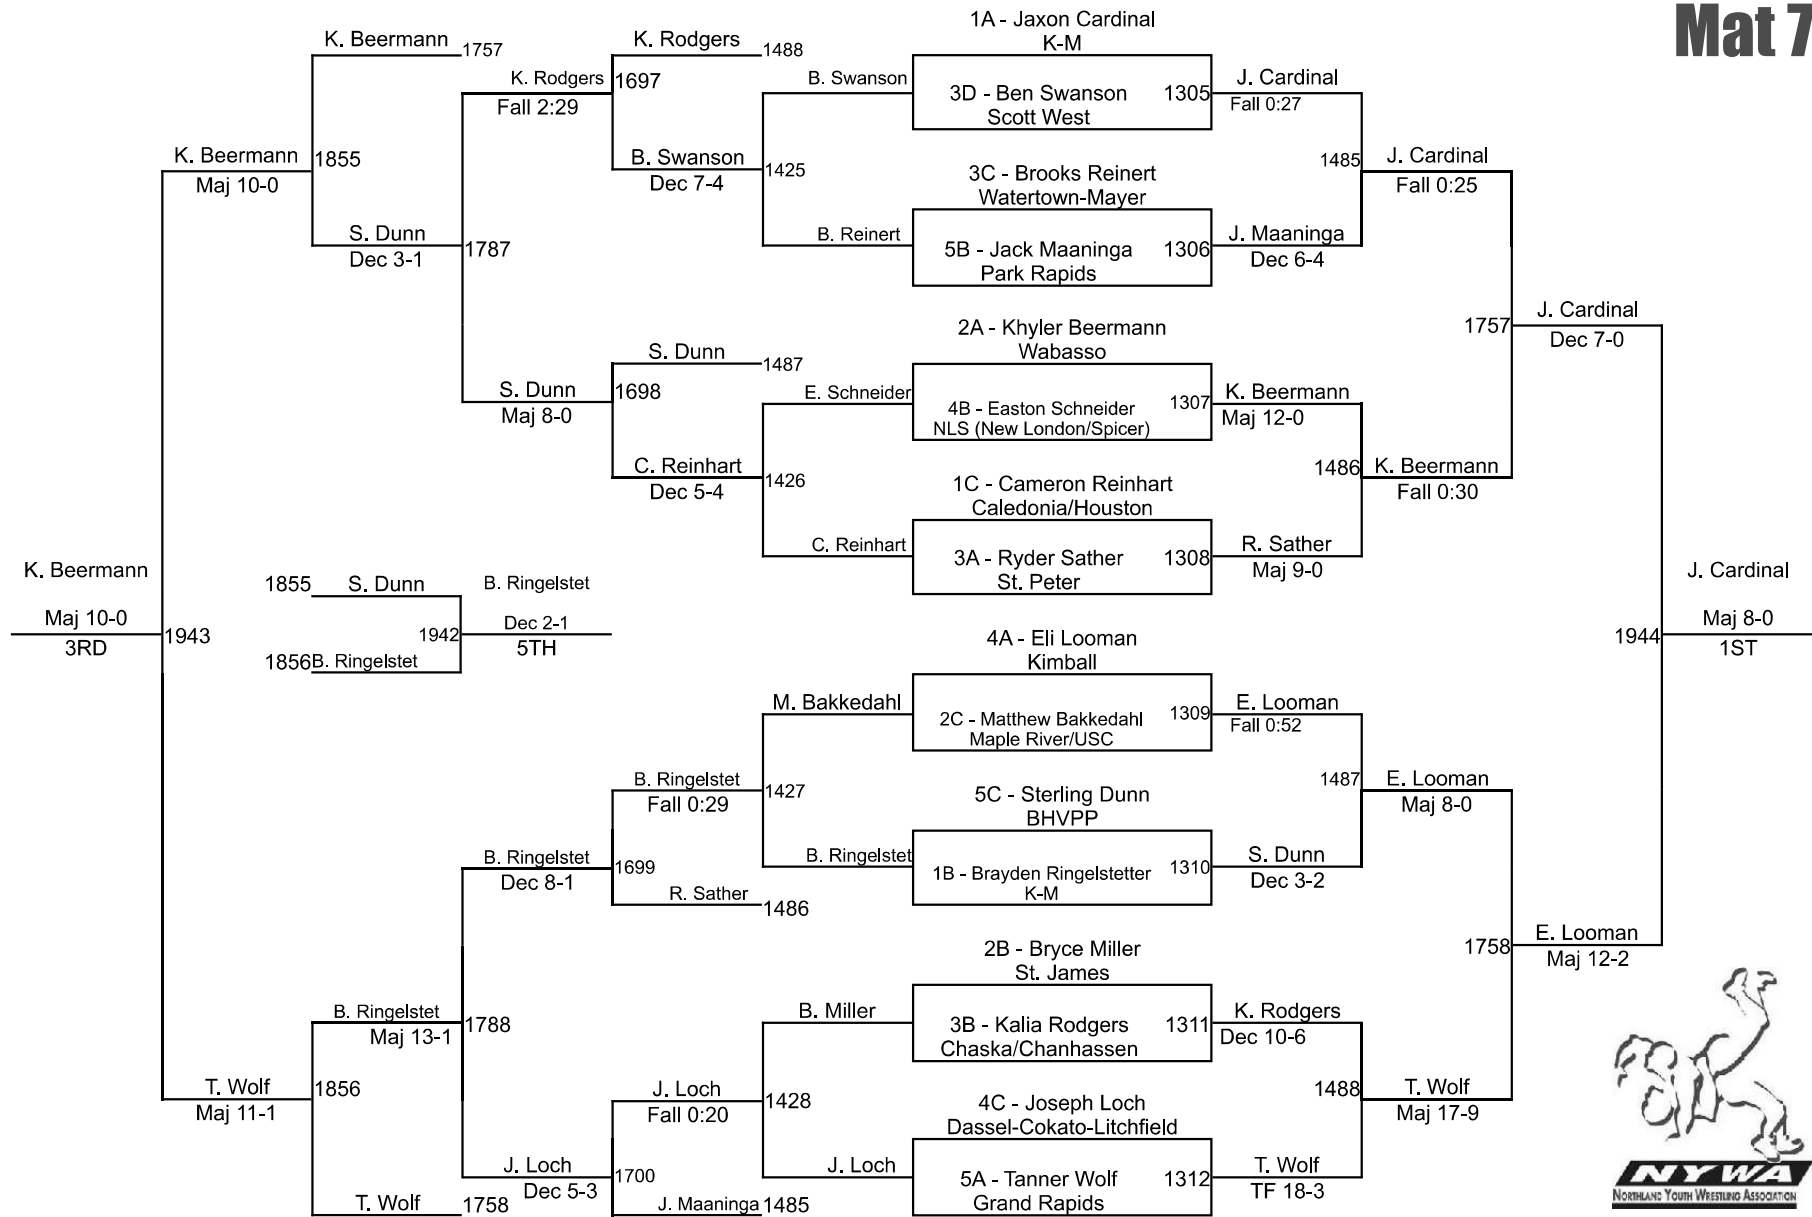 Mat 7
1A - Jaxon Cardinal
K-M
K. Beermann 1757
K. Rodgers 1488
K. Rodgers 1697
Fall 2:29
B. Swanson
3D - Ben Swanson 1305
Scott West
J. Cardinal
Fall 0:27
K. Beermann 1855
Maj 10-0
B. Swanson 1425
Dec 7-4
3C - Brooks Reinert
Watertown-Mayer
1485 J. Cardinal
Fall 0:25
S. Dunn 1787
Dec 3-1
B. Reinert
5B - Jack Maaninga 1306
Park Rapids
J. Maaninga
Dec 6-4
2A - Khyler Beermann
Wabasso
1757 J. Cardinal
Dec 7-0
S. Dunn 1487
S. Dunn 1698
Maj 8-0
E. Schneider
4B - Easton Schneider 1307
NLS (New London/Spicer)
K. Beermann
Maj 12-0
C. Reinhart 1426
Dec 5-4
1C - Cameron Reinhart
Caledonia/Houston
1486 K. Beermann
Fall 0:30
C. Reinhart
3A - Ryder Sather 1308
St. Peter
R. Sather
Maj 9-0
K. Beermann
Maj 10-0 1943
3RD
1855 S. Dunn
B. Ringelstet
1942 Dec 2-1
5TH
1856 B. Ringelstet
J. Cardinal
1944 Maj 8-0
1ST
4A - Eli Looman
Kimball
M. Bakkedahl
2C - Matthew Bakkedahl 1309
Maple River/USC
E. Looman
Fall 0:52
B. Ringelstet 1427
Fall 0:29
5C - Sterling Dunn
BHVPP
1487 E. Looman
Maj 8-0
B. Ringelstet 1699
Dec 8-1
B. Ringelstet
1B - Brayden Ringelstetter 1310
K-M
S. Dunn
Dec 3-2
R. Sather 1486
2B - Bryce Miller
St. James
1758 E. Looman
Maj 12-2
B. Ringelstet 1788
Maj 13-1
B. Miller
3B - Kalia Rodgers 1311
Chaska/Chanhassen
K. Rodgers
Dec 10-6
T. Wolf 1856
Maj 11-1
J. Loch 1428
Fall 0:20
4C - Joseph Loch
Dassel-Cokato-Litchfield
1488 T. Wolf
Maj 17-9
J. Loch 1700
Dec 5-3
J. Loch
5A - Tanner Wolf 1312
Grand Rapids
T. Wolf
TF 18-3
T. Wolf 1758
J. Maaninga 1485
NYWA
NORTHLAND YOUTH WRESTLING ASSOCIATION